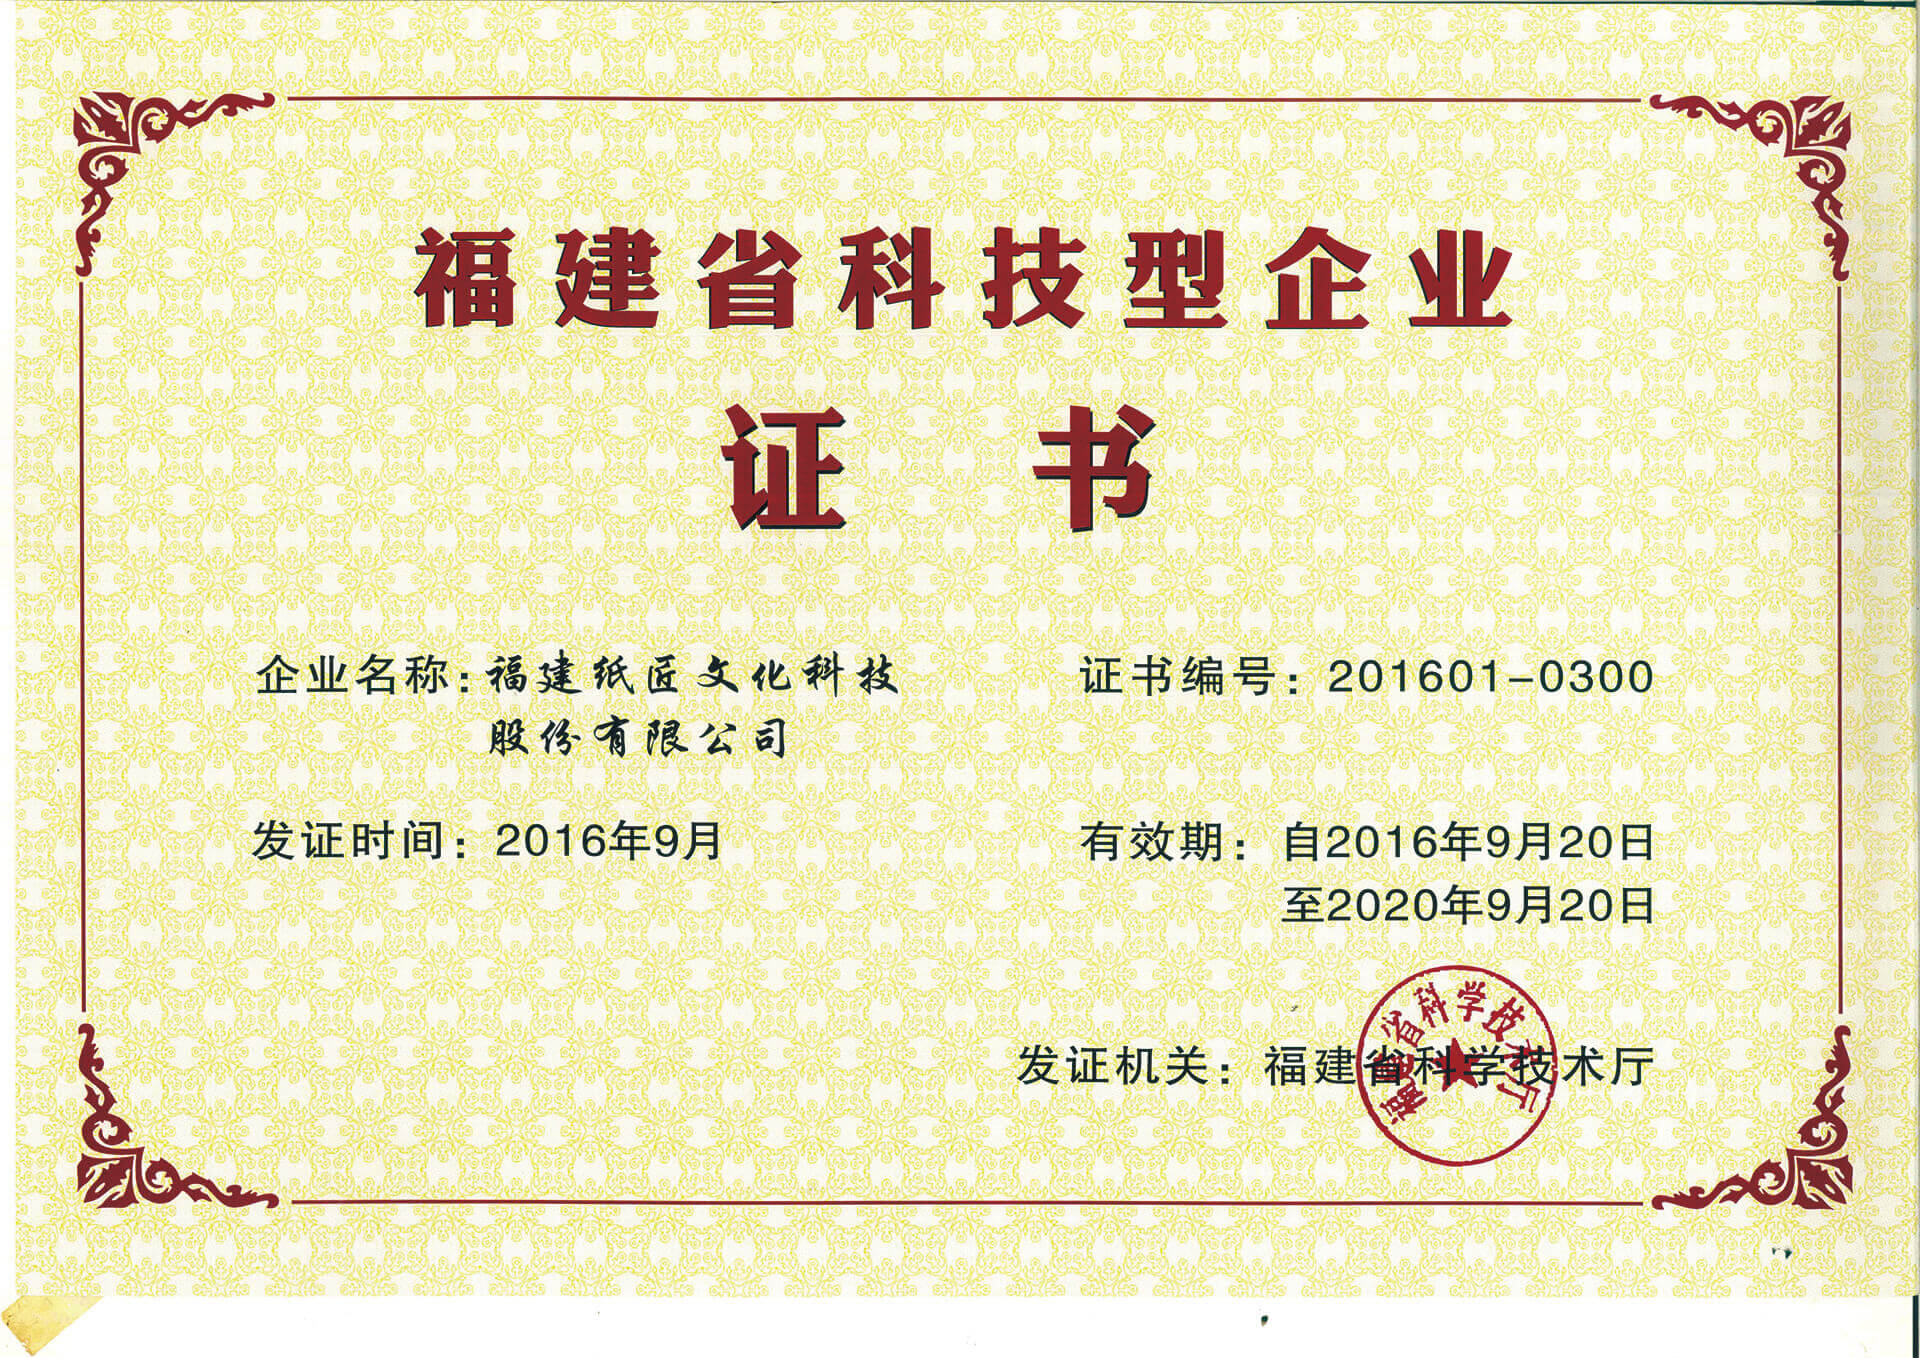 福建省科技型企业
证书
企业名称：福建纸匠文化科技
股份有限公司
证书编号：201601-0300
发证时间：2016年9月
有效期：自2016年9月20日
至2020年9月20日
发证机关：福建省科学技术厅
福建省科学技术厅